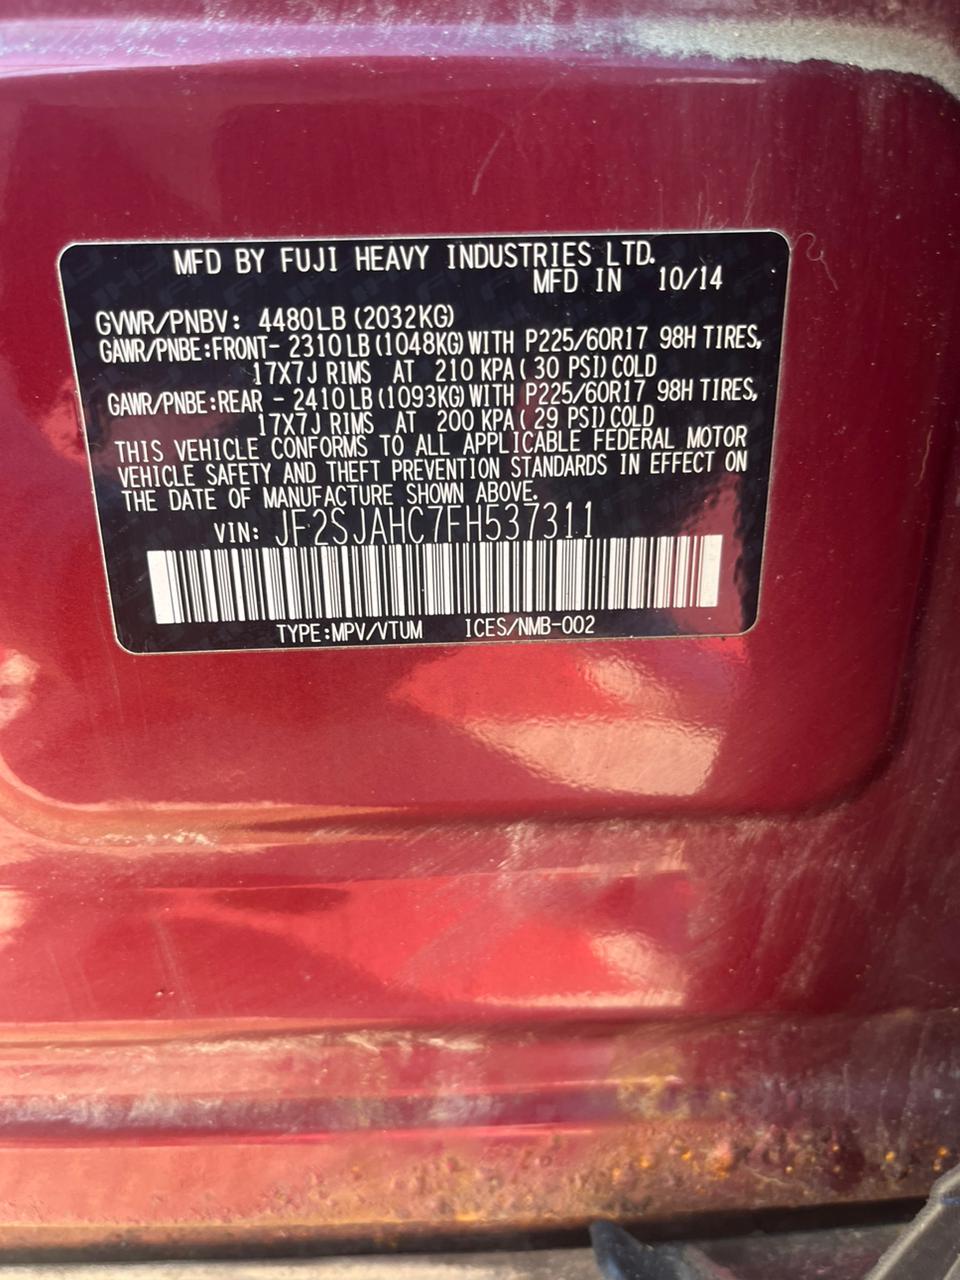 MFD BY FUJI HEAVY INDUSTRIES LTD.
MFD IN 10/14
GVWR/PNBV: 4480LB (2032KG)
GAWR/PNBE:FRONT- 2310LB (1048KG) WITH P225/60R17 98H TIRES,
17X7J RIMS AT 210 KPA( 30 PSI) COLD
GAWR/PNBE:REAR - 2410LB (1093KG) WITH P225/60R17 98H TIRES,
17X7J RIMS AT 200 KPA( 29 PSI) COLD
THIS VEHICLE CONFORMS TO ALL APPLICABLE FEDERAL MOTOR
VEHICLE SAFETY AND THEFT PREVENTION STANDARDS IN EFFECT ON
THE DATE OF MANUFACTURE SHOWN ABOVE.
VIN: JF2SJAHC7FH537311
TYPE:MPV/VTUM ICES/NMB-002